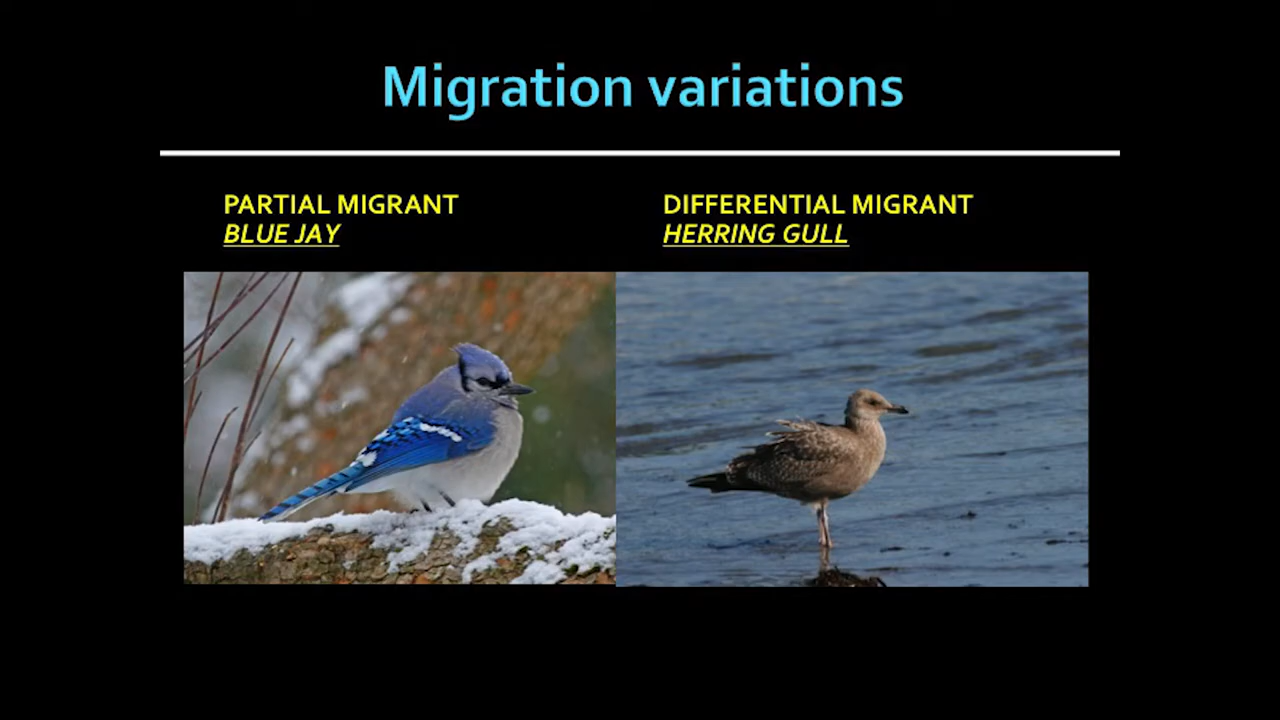 Migration variations
PARTIAL MIGRANT
BLUE JAY
DIFFERENTIAL MIGRANT
HERRING GULL